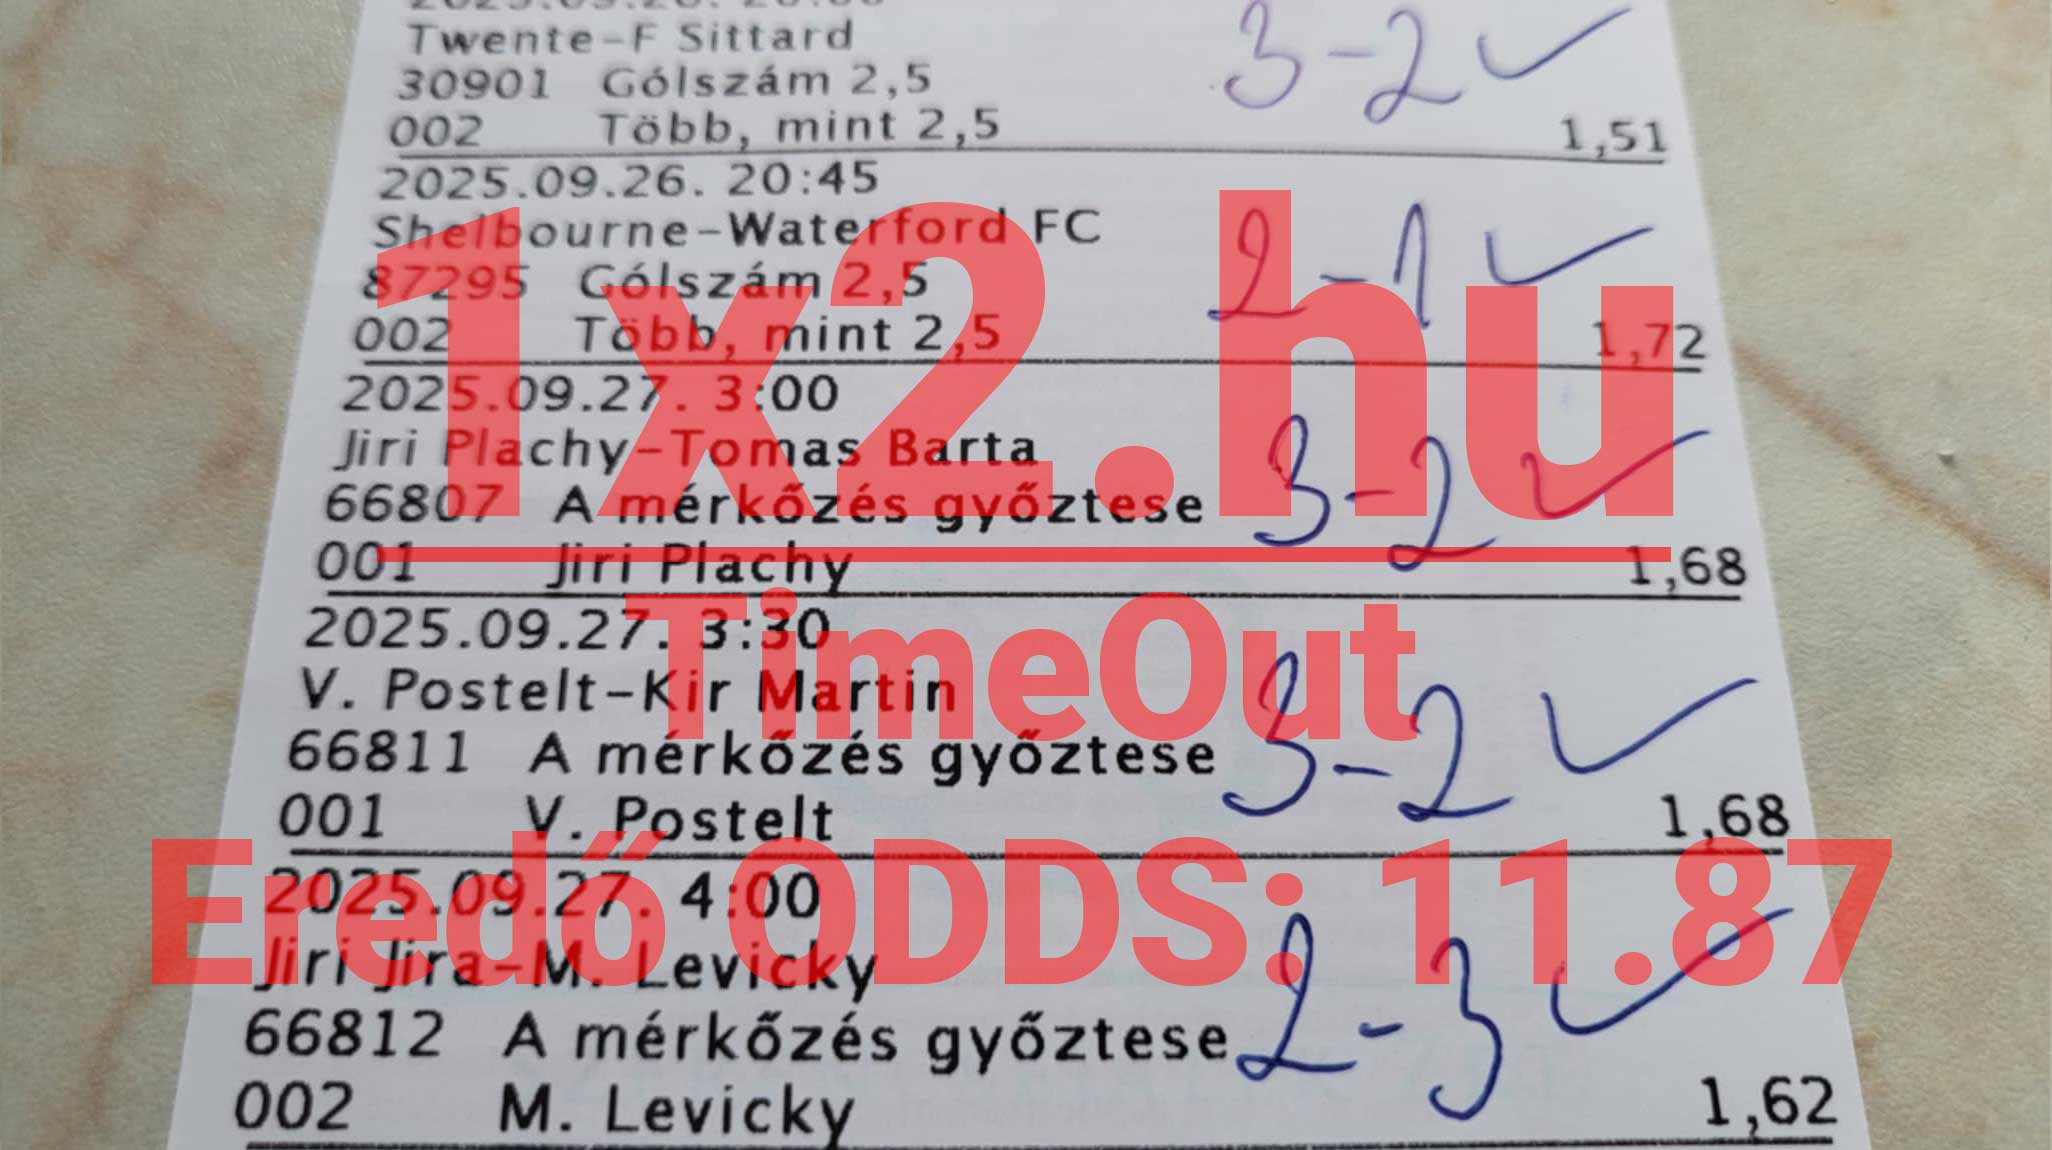 2025.09.26. 20:00
Twente-F Sittard
30901 Gólszám 2,5
3-2 ✓
002 Több, mint 2,5 1,51
2025.09.26. 20:45
Shelbourne-Waterford FC
87295 Gólszám 2,5
2-1 ✓
002 Több, mint 2,5 1,72
2025.09.27. 3:00
Jiri Plachy-Tomas Barta
66807 A mérkőzés győztese 3-2 ✓
001 Jiri Plachy 1,68
2025.09.27. 3:30
V. Postelt-Kir Martin
66811 A mérkőzés győztese 3-2 ✓
001 V. Postelt 1,68
2025.09.27. 4:00
Jiri Jira-M. Levicky
66812 A mérkőzés győztese 2-3 ✓
002 M. Levicky 1,62
1x2.hu
TimeOut
Eredő ODDS: 11.87